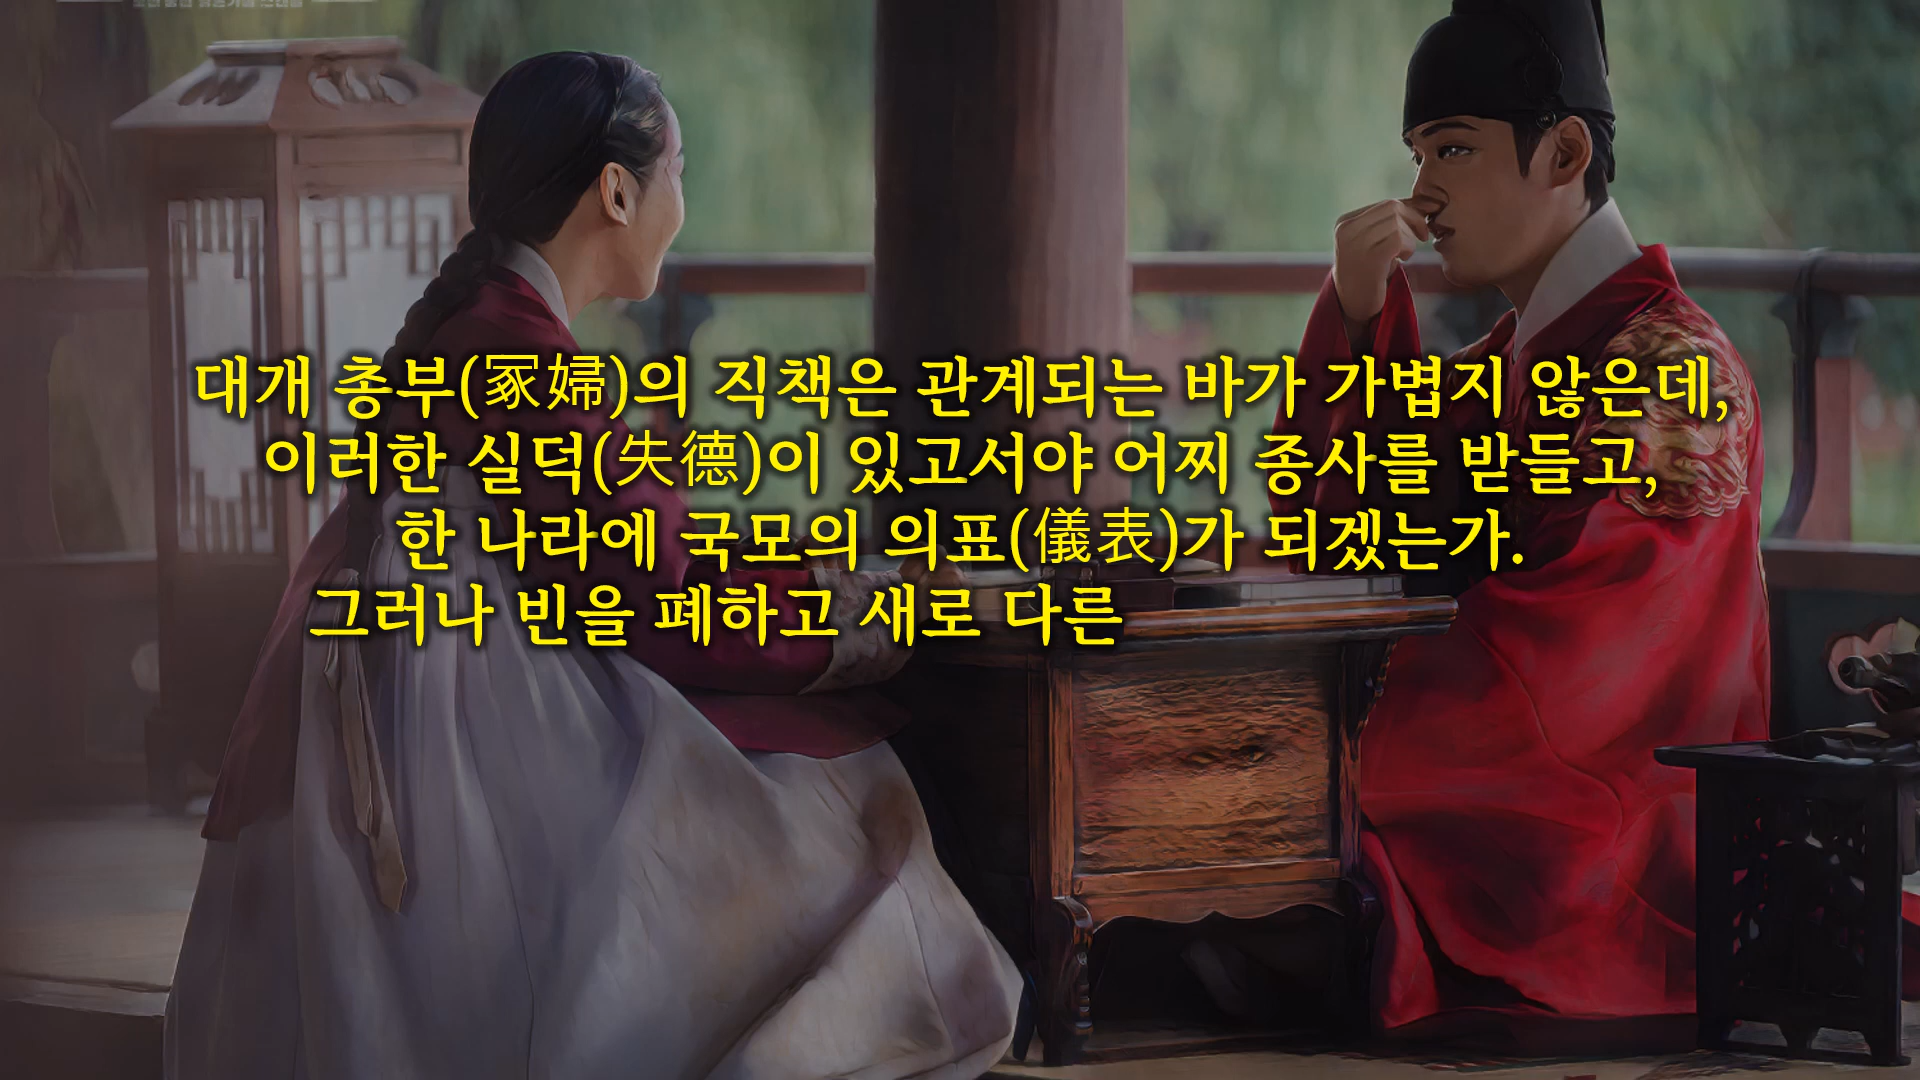 대개 총부(冢婦)의 직책은 관계되는 바가 가볍지 않은데,
이러한 실덕(失德)이 있고서야 어찌 종사를 받들고,
한 나라에 국모의 의표(儀表)가 되겠는가.
그러나 빈을 폐하고 새로 다른